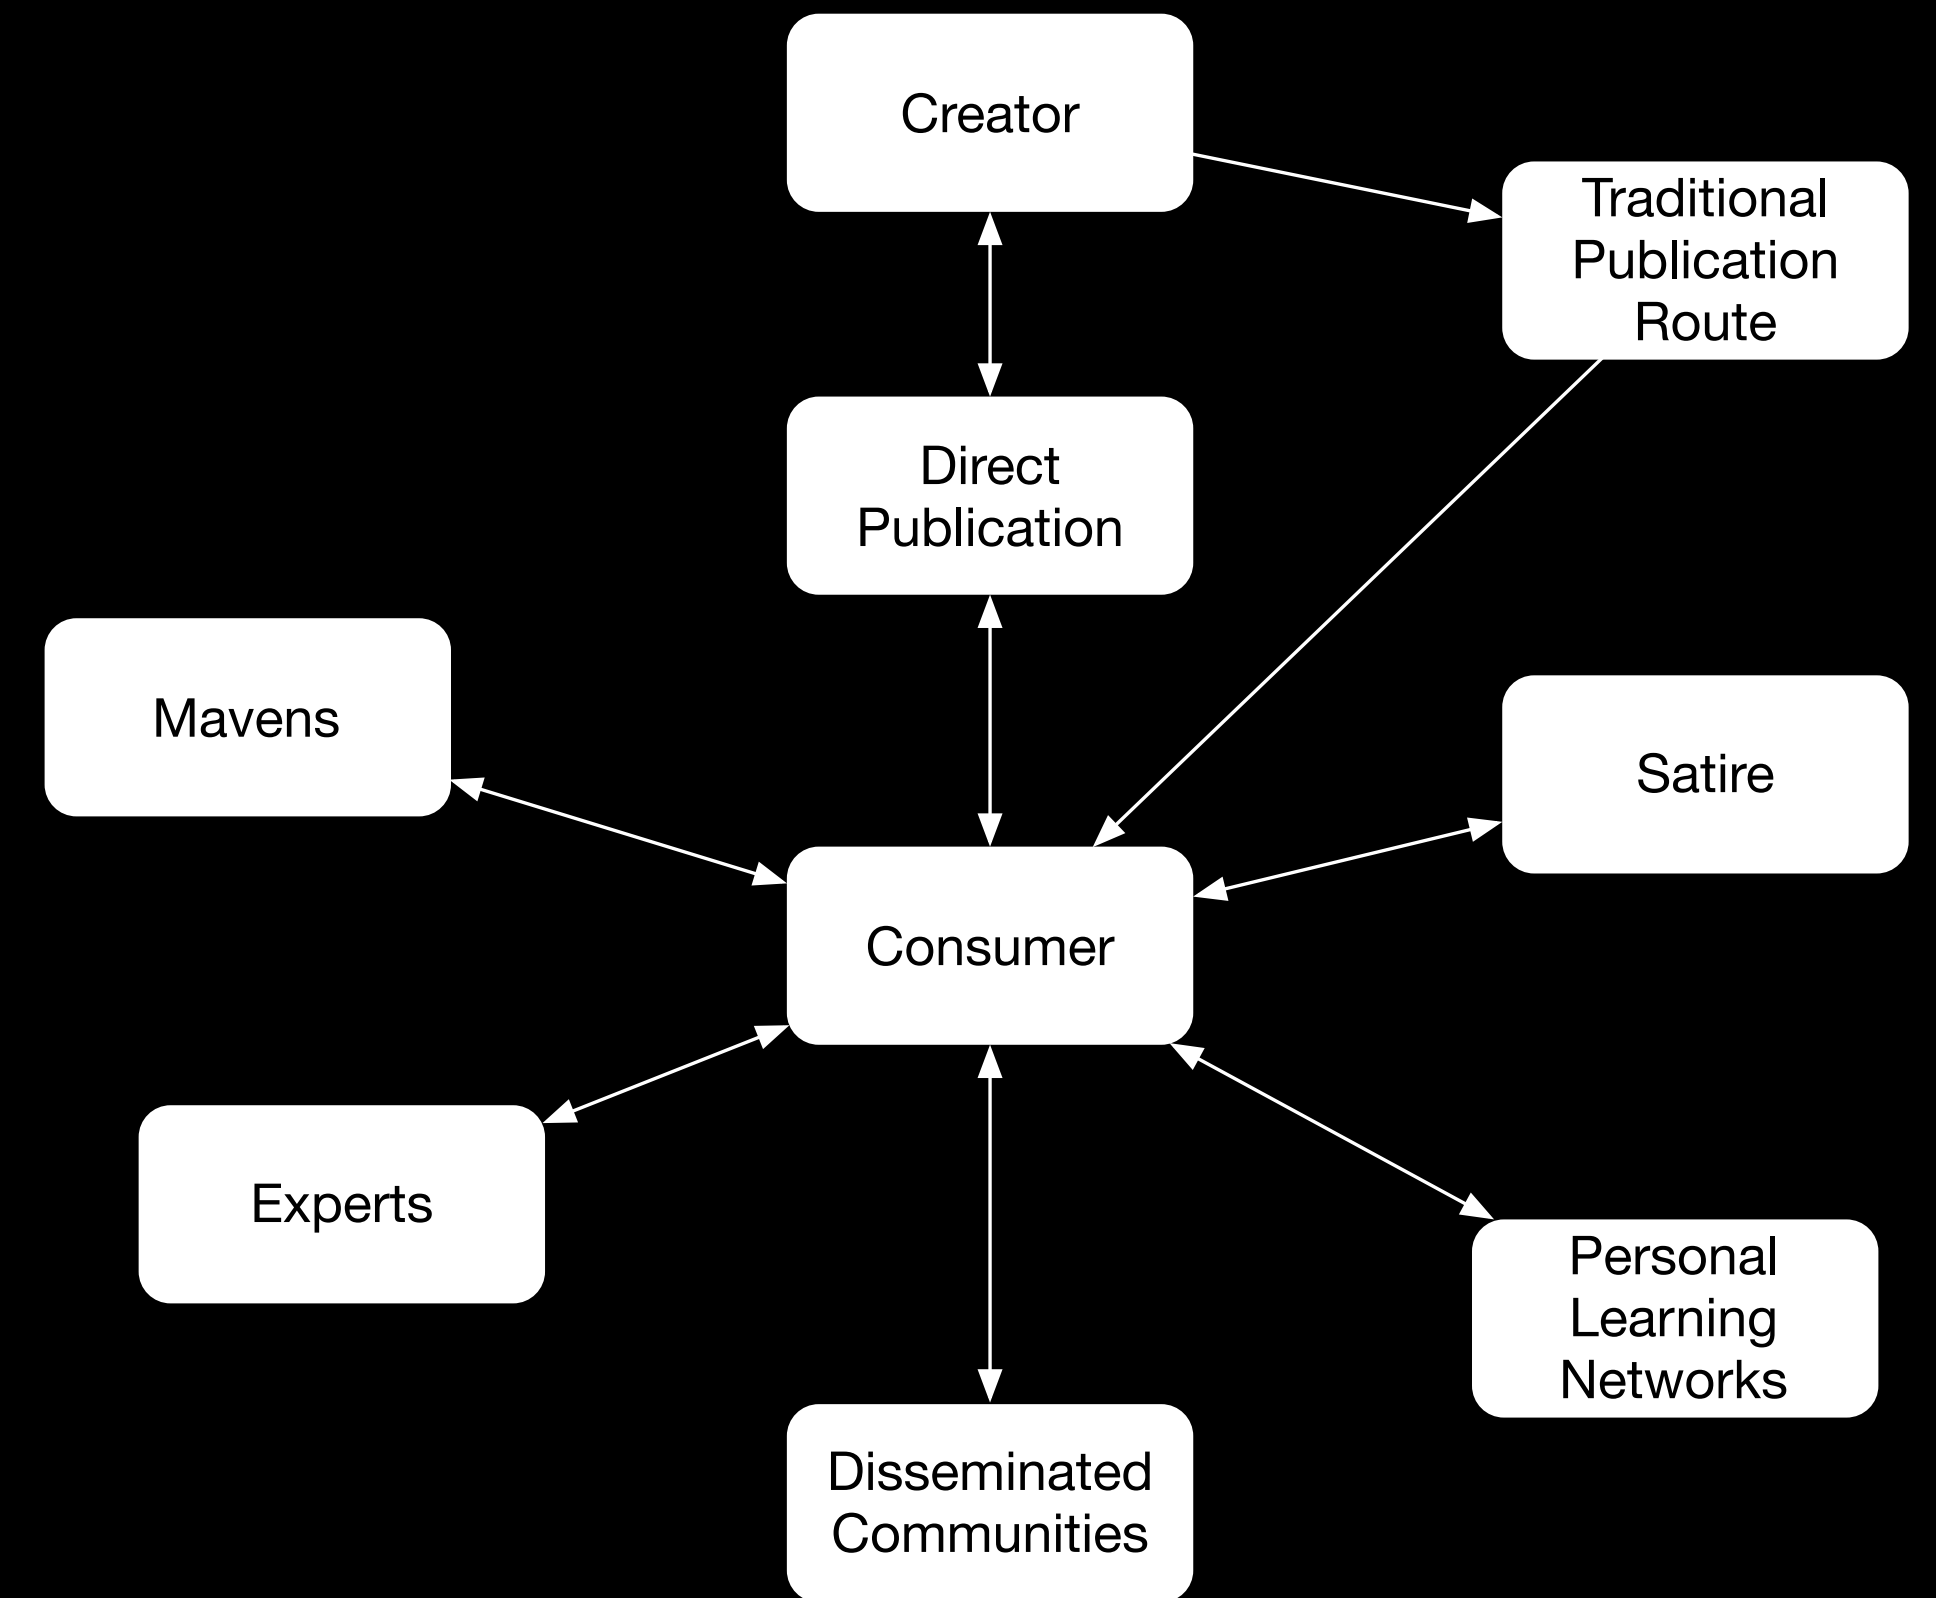 Creator
Traditional
Publication
Route
Direct
Publication
Mavens
Satire
Consumer
Experts
Personal
Learning
Networks
Disseminated
Communities